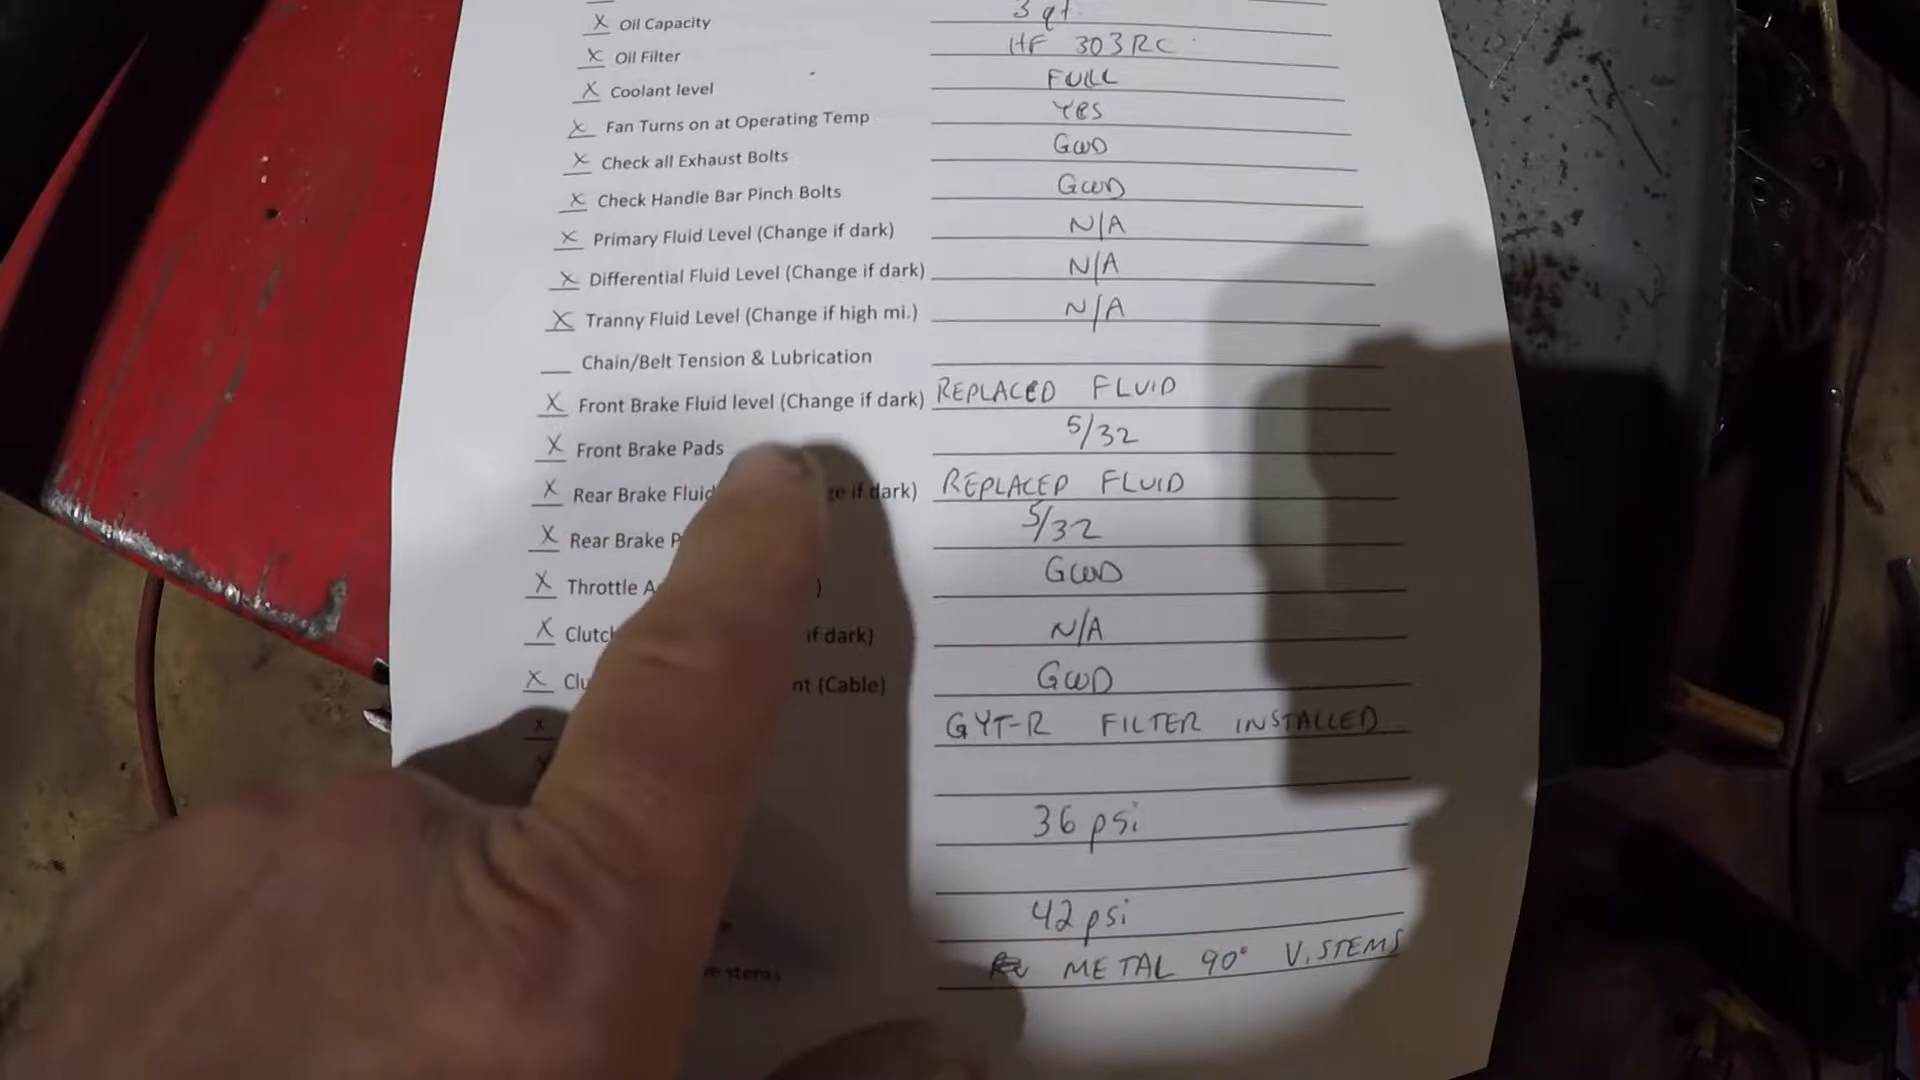 X Oil Capacity 3 qt.
X Oil Filter HF 303RC
X Coolant level FULL
X Fan Turns on at Operating Temp YES
X Check all Exhaust Bolts GOOD
X Check Handle Bar Pinch Bolts GOOD
X Primary Fluid Level (Change if dark) N/A
X Differential Fluid Level (Change if dark) N/A
X Tranny Fluid Level (Change if high mi.) N/A
Chain/Belt Tension & Lubrication
X Front Brake Fluid level (Change if dark) REPLACED FLUID
X Front Brake Pads 5/32
X Rear Brake Fluid if dark) REPLACED FLUID
X Rear Brake 5/32
X Throttle GOOD
X if dark) N/A
X (Cable) GOOD
X GYT-R FILTER INSTALLED
36 psi
42 psi
stems) METAL 90° V. STEMS